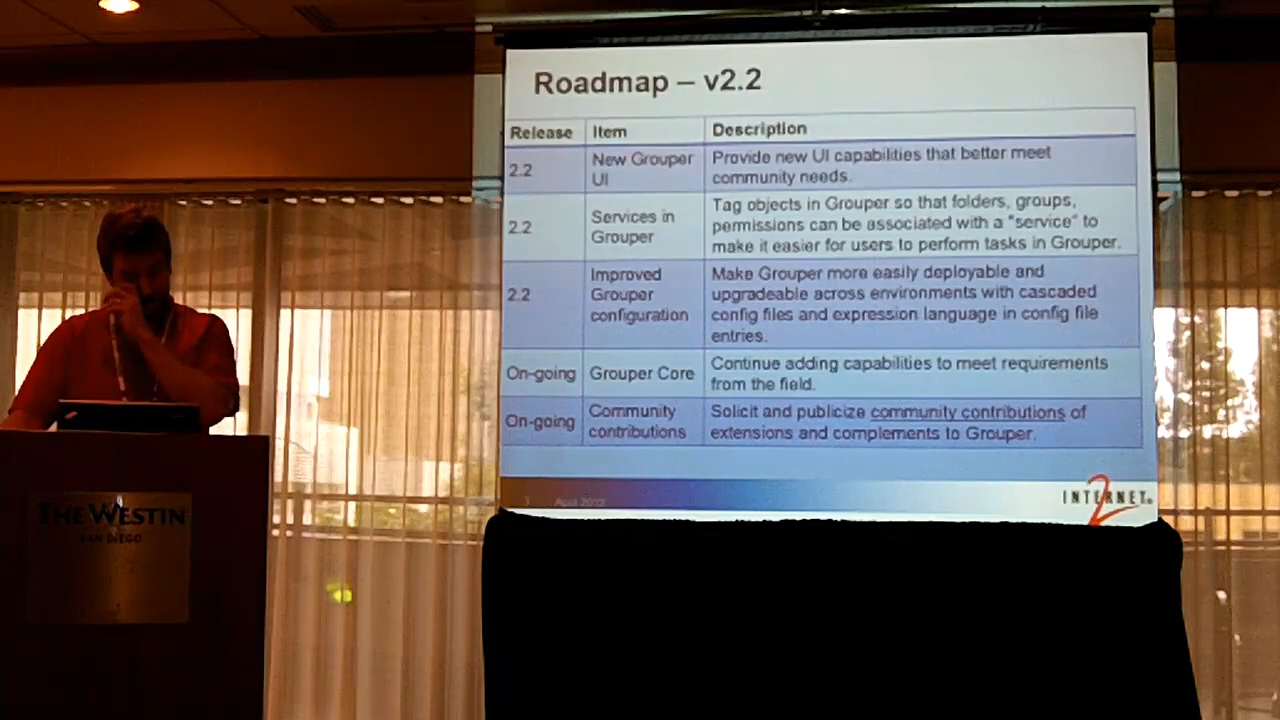 Roadmap – v2.2
Release Item Description
2.2 New Grouper UI Provide new UI capabilities that better meet community needs.
2.2 Services in Grouper Tag objects in Grouper so that folders, groups, permissions can be associated with a "service" to make it easier for users to perform tasks in Grouper.
2.2 Improved Grouper configuration Make Grouper more easily deployable and upgradeable across environments with cascaded config files and expression language in config file entries.
On-going Grouper Core Continue adding capabilities to meet requirements from the field.
On-going Community contributions Solicit and publicize community contributions of extensions and complements to Grouper.
INTERNET
2
THE WESTIN
SAN DIEGO